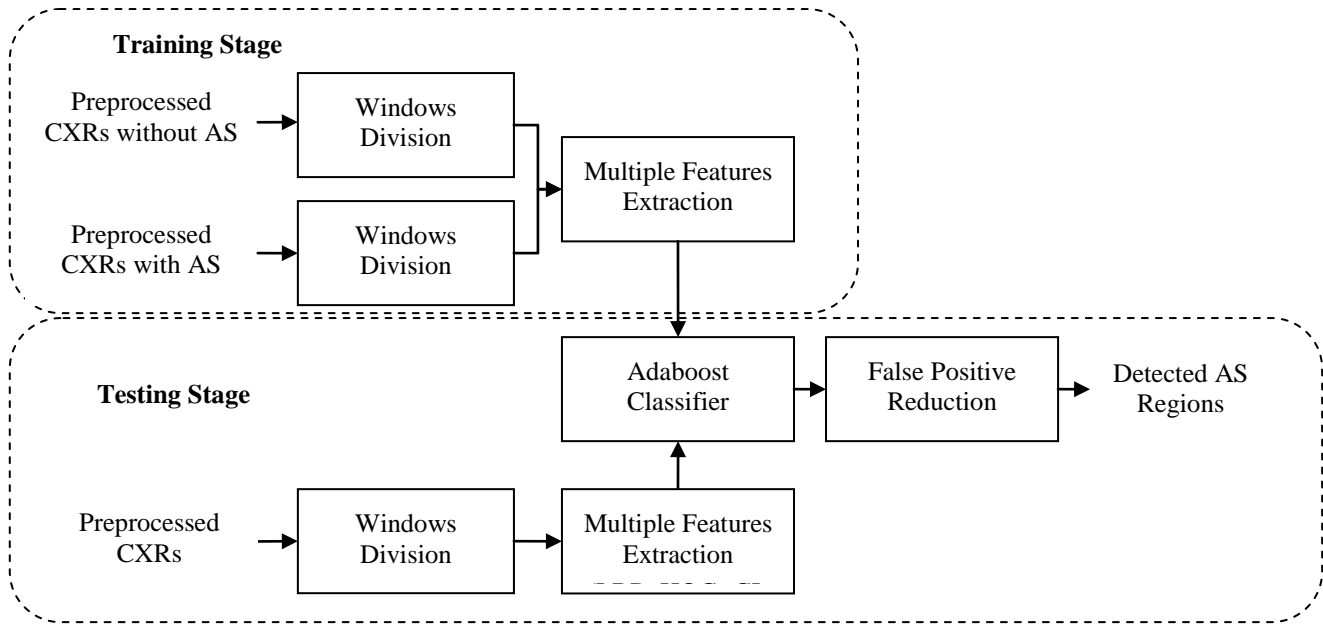 Training Stage
Preprocessed
CXRs without AS
Windows
Division
Multiple Features
Extraction
Preprocessed
CXRs with AS
Windows
Division
Testing Stage
Adaboost
Classifier
False Positive
Reduction
Detected AS
Regions
Preprocessed
CXRs
Windows
Division
Multiple Features
Extraction